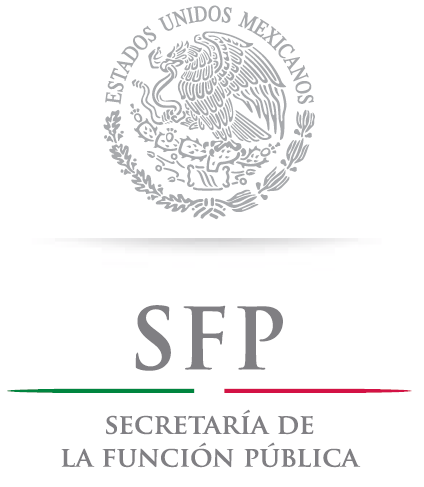 ESTADOS UNIDOS MEXICANOS
SFP
SECRETARÍA DE
LA FUNCIÓN PÚBLICA